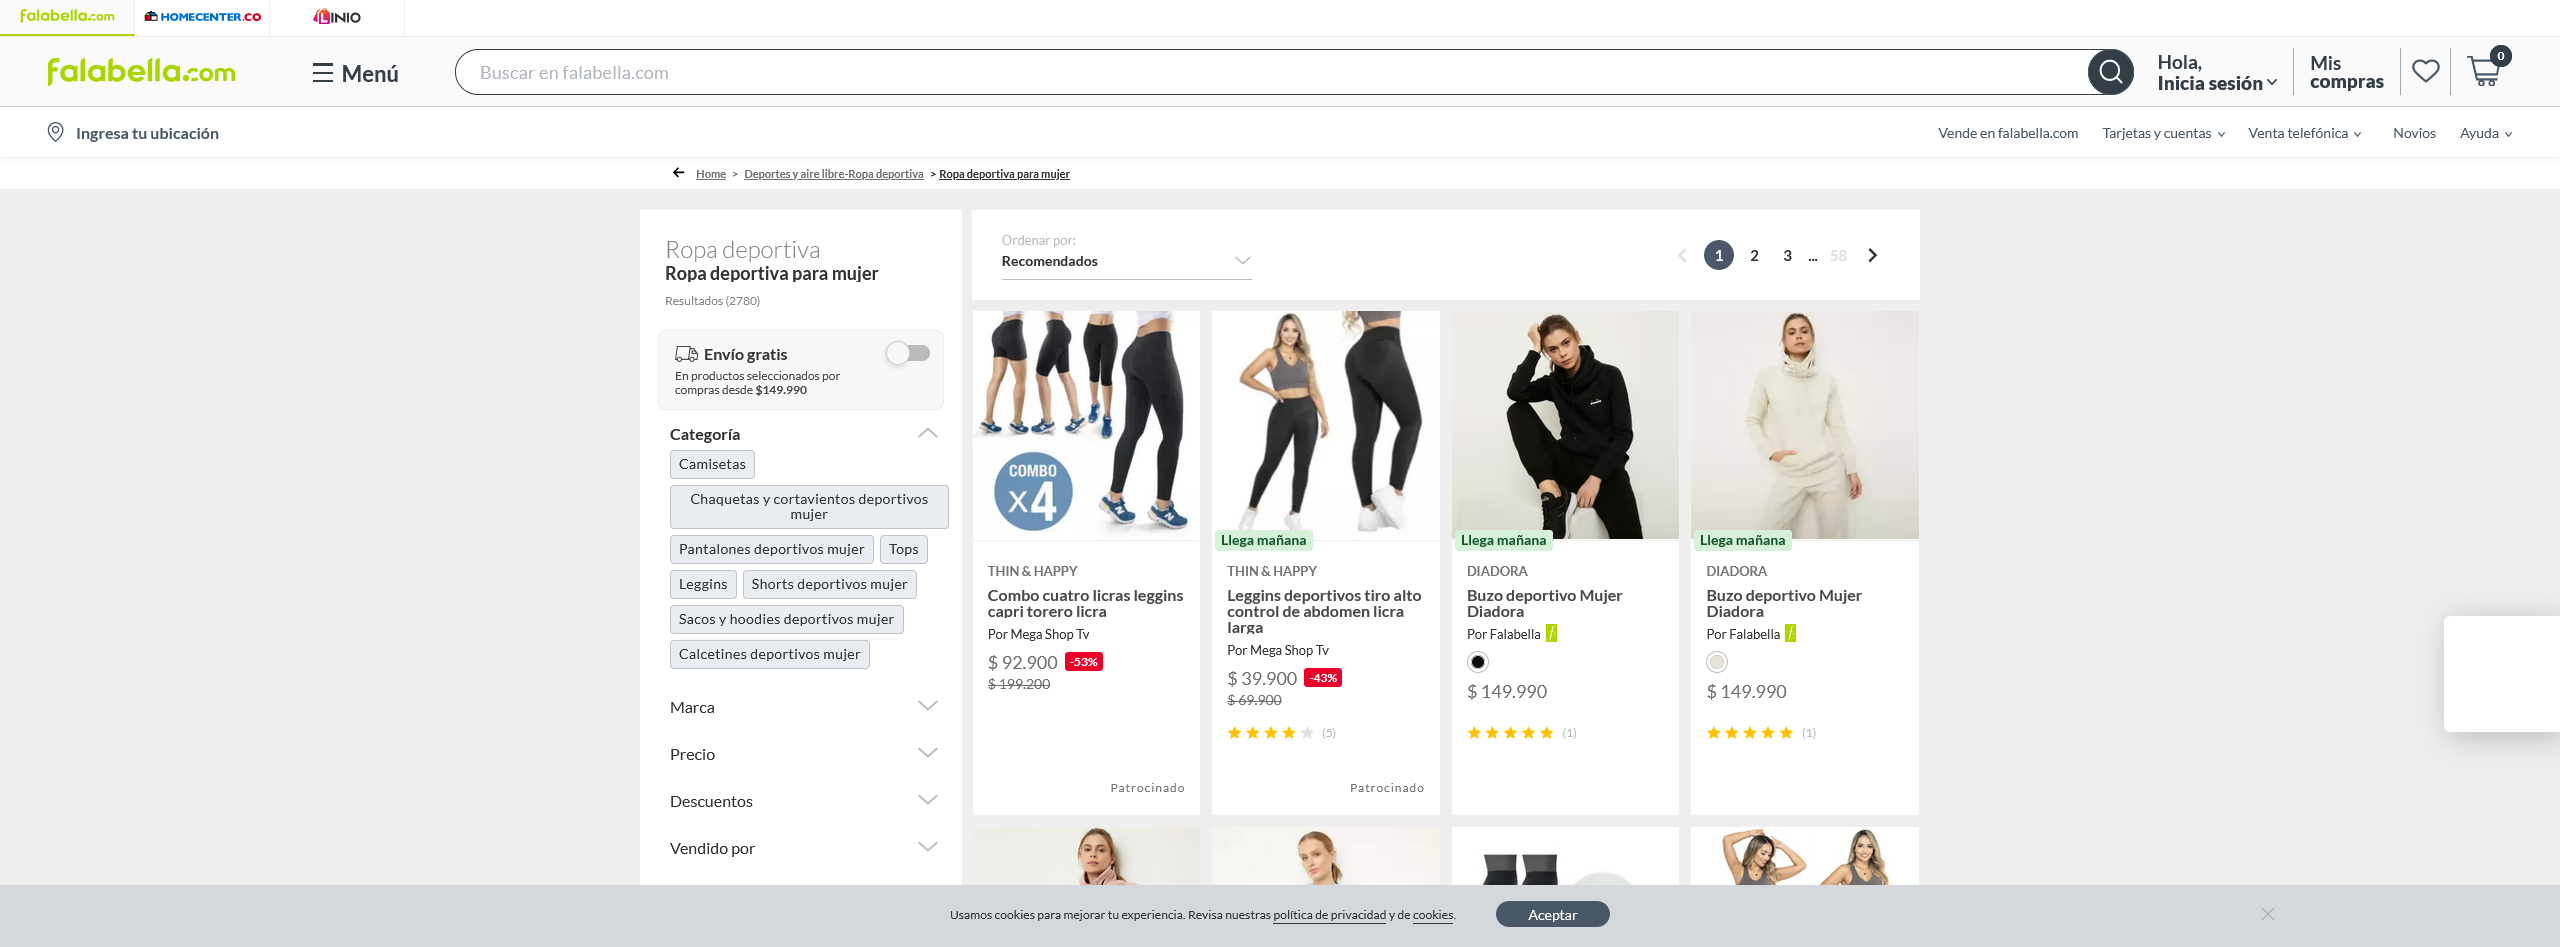 falabella.com
HOMECENTER.CO
LINIO
falabella.com
Menú
Buscar en falabella.com
Hola,
Inicia sesión
Mis
compras
0
Ingresa tu ubicación
Vende en falabella.com
Tarjetas y cuentas
Venta telefónica
Novios
Ayuda
Home > Deportes y aire libre-Ropa deportiva > Ropa deportiva para mujer
Ropa deportiva
Ropa deportiva para mujer
Resultados (2780)
Envío gratis
En productos seleccionados por
compras desde $149.990
Categoría
Camisetas
Chaquetas y cortavientos deportivos
mujer
Pantalones deportivos mujer
Tops
Leggins
Shorts deportivos mujer
Sacos y hoodies deportivos mujer
Calcetines deportivos mujer
Marca
Precio
Descuentos
Vendido por
Ordenar por:
Recomendados
1 2 3 ... 58
COMBO
x4
THIN & HAPPY
Combo cuatro licras leggins
capri torero licra
Por Mega Shop Tv
$ 92.900 -53%
$ 199.200
Patrocinado
Llega mañana
THIN & HAPPY
Leggins deportivos tiro alto
control de abdomen licra
larga
Por Mega Shop Tv
$ 39.900 -43%
$ 69.900
(5)
Patrocinado
Llega mañana
DIADORA
Buzo deportivo Mujer
Diadora
Por Falabella
$ 149.990
(1)
Llega mañana
DIADORA
Buzo deportivo Mujer
Diadora
Por Falabella
$ 149.990
(1)
Usamos cookies para mejorar tu experiencia. Revisa nuestras política de privacidad y de cookies.
Aceptar